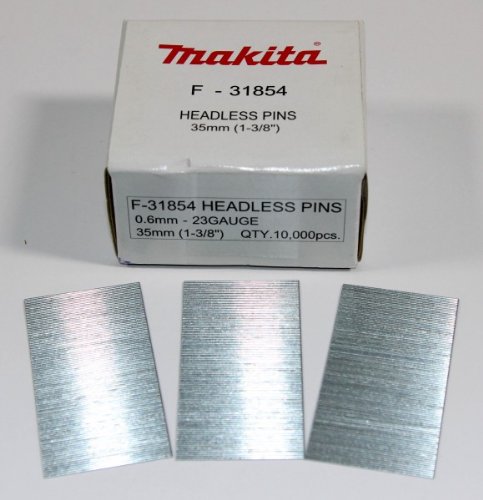 makita®
F - 31854
HEADLESS PINS
35mm (1-3/8")
F-31854 HEADLESS PINS
0.6mm - 23GAUGE
35mm (1-3/8") QTY.10,000pcs.